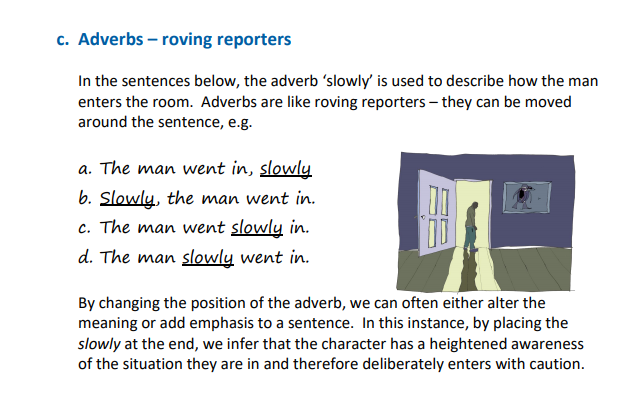 c. Adverbs – roving reporters
In the sentences below, the adverb ‘slowly’ is used to describe how the man
enters the room. Adverbs are like roving reporters – they can be moved
around the sentence, e.g.
a. The man went in, slowly
b. Slowly, the man went in.
c. The man went slowly in.
d. The man slowly went in.
By changing the position of the adverb, we can often either alter the
meaning or add emphasis to a sentence. In this instance, by placing the
slowly at the end, we infer that the character has a heightened awareness
of the situation they are in and therefore deliberately enters with caution.